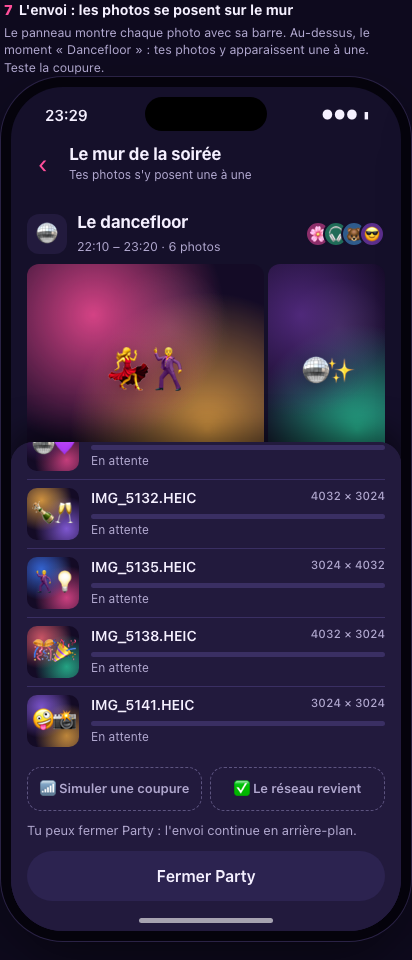 7 L'envoi : les photos se posent sur le mur
Le panneau montre chaque photo avec sa barre. Au-dessus, le
moment « Dancefloor » : tes photos y apparaissent une à une.
Teste la coupure.
23:29
‹ Le mur de la soirée
Tes photos s'y posent une à une
Le dancefloor
22:10 – 23:20 · 6 photos
En attente
IMG_5132.HEIC 4032 × 3024
En attente
IMG_5135.HEIC 3024 × 4032
En attente
IMG_5138.HEIC 4032 × 3024
En attente
IMG_5141.HEIC 3024 × 4032
En attente
Simuler une coupure Le réseau revient
Tu peux fermer Party : l'envoi continue en arrière-plan.
Fermer Party